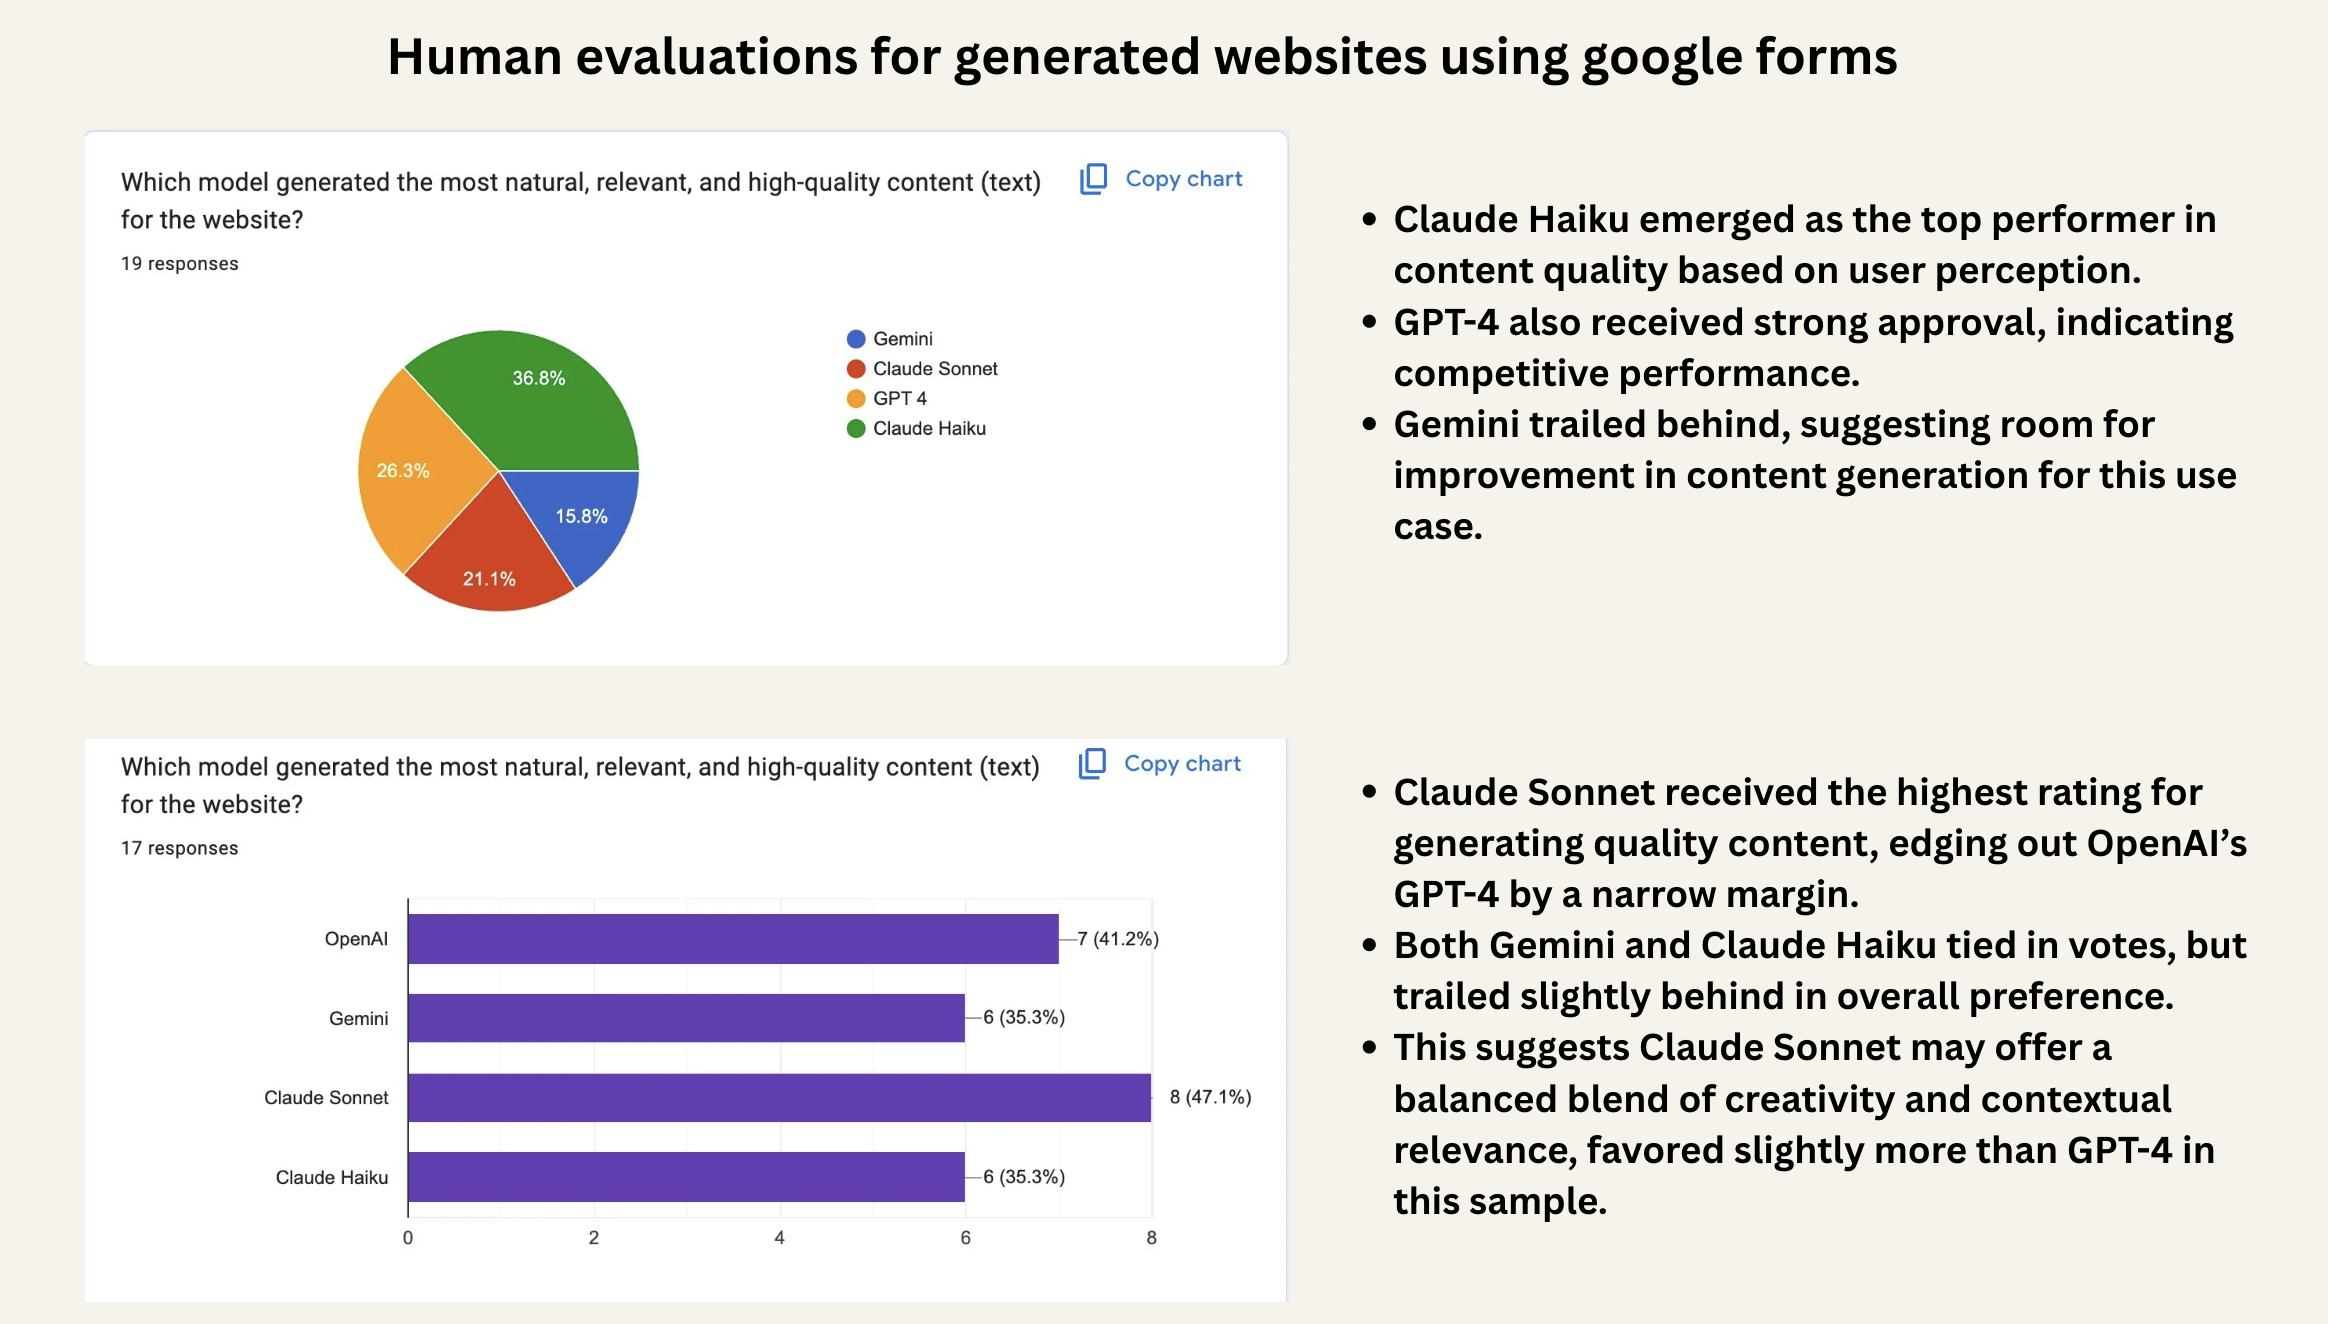 Human evaluations for generated websites using google forms
Which model generated the most natural, relevant, and high-quality content (text)
for the website?
Copy chart
19 responses
36.8%
26.3%
15.8%
21.1%
Gemini
Claude Sonnet
GPT 4
Claude Haiku
• Claude Haiku emerged as the top performer in
content quality based on user perception.
• GPT-4 also received strong approval, indicating
competitive performance.
• Gemini trailed behind, suggesting room for
improvement in content generation for this use
case.
Which model generated the most natural, relevant, and high-quality content (text)
for the website?
Copy chart
17 responses
OpenAI 7 (41.2%)
Gemini 6 (35.3%)
Claude Sonnet 8 (47.1%)
Claude Haiku 6 (35.3%)
0 2 4 6 8
• Claude Sonnet received the highest rating for
generating quality content, edging out OpenAI’s
GPT-4 by a narrow margin.
• Both Gemini and Claude Haiku tied in votes, but
trailed slightly behind in overall preference.
• This suggests Claude Sonnet may offer a
balanced blend of creativity and contextual
relevance, favored slightly more than GPT-4 in
this sample.